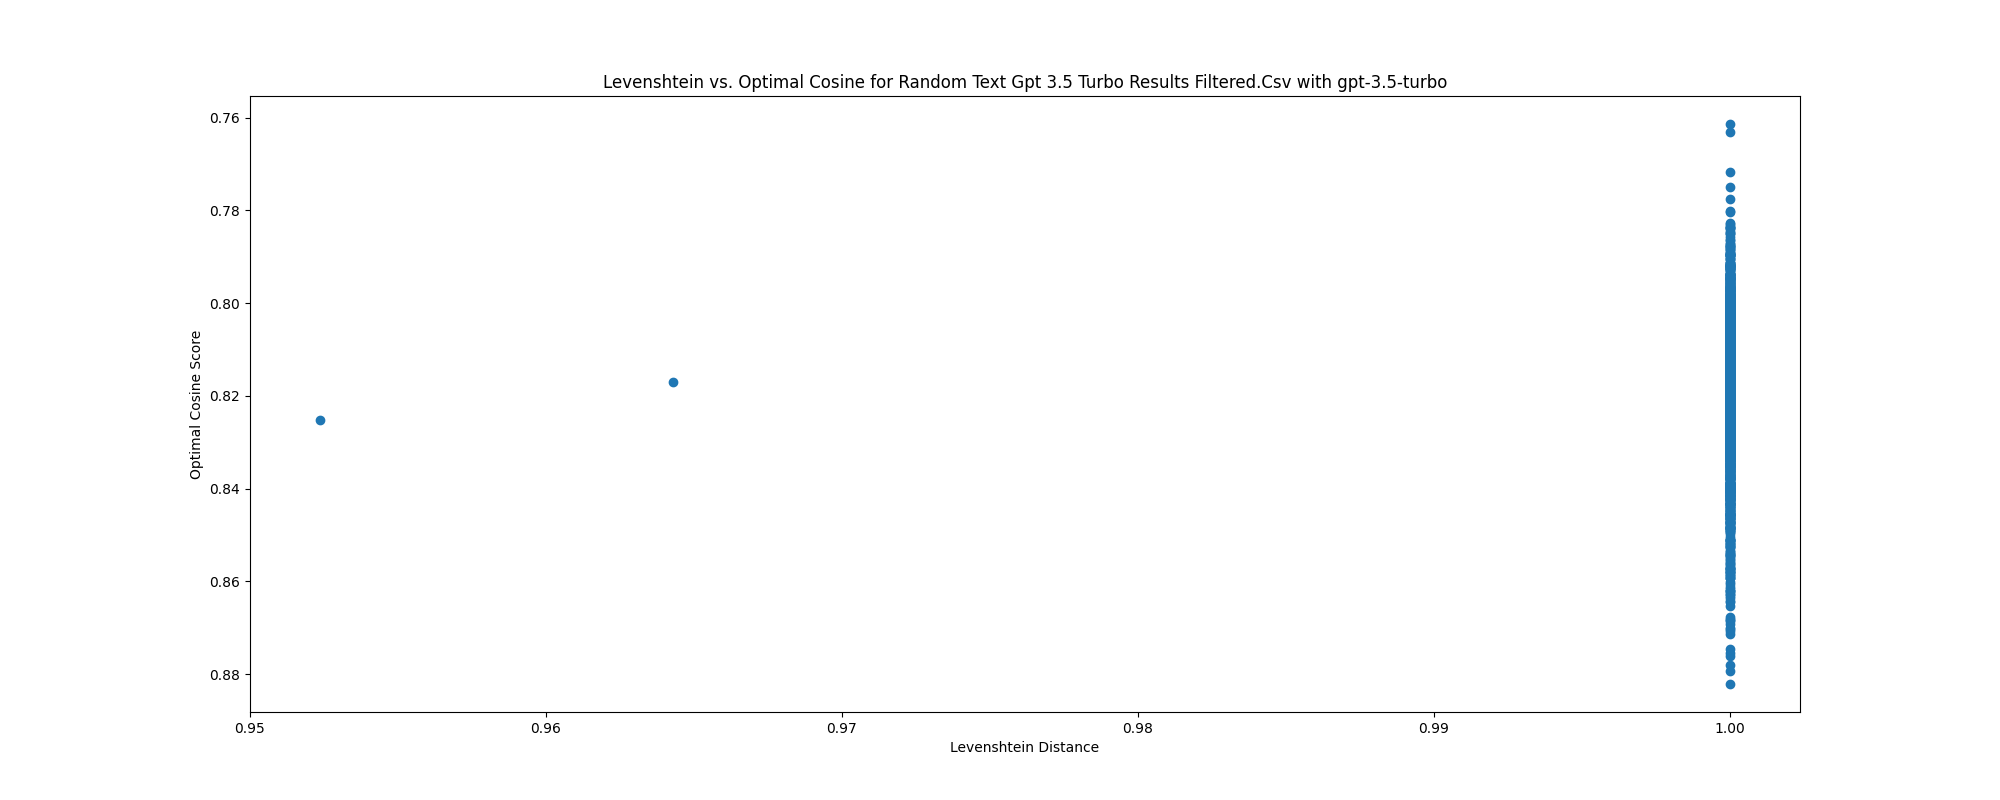 Levenshtein vs. Optimal Cosine for Random Text Gpt 3.5 Turbo Results Filtered.Csv with gpt-3.5-turbo
0.76
0.78
0.80
0.82
0.84
0.86
0.88
Optimal Cosine Score
0.95 0.96 0.97 0.98 0.99 1.00
Levenshtein Distance